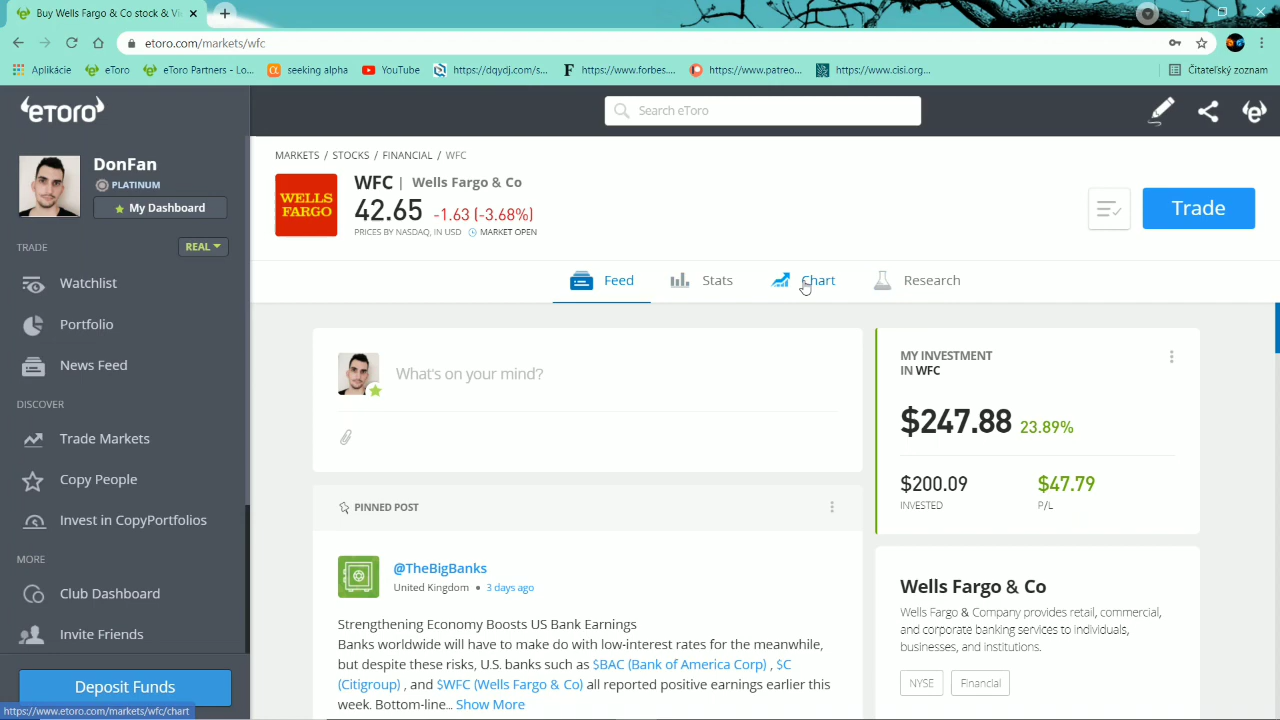 Buy Wells Fargo & Co stock & Vi
etoro.com/markets/wfc
Aplikácie
eToro
eToro Partners - Lo...
seeking alpha
YouTube
https://dqydj.com/s...
https://www.forbes....
https://www.patreo...
https://www.cisi.org...
Čitateľský zoznam
eToro
Search eToro
DonFan
PLATINUM
My Dashboard
TRADE
REAL
Watchlist
Portfolio
News Feed
DISCOVER
Trade Markets
Copy People
Invest in CopyPortfolios
MORE
Club Dashboard
Invite Friends
Deposit Funds
https://www.etoro.com/markets/wfc/chart
MARKETS / STOCKS / FINANCIAL / WFC
WELLS
FARGO
WFC | Wells Fargo & Co
42.65 -1.63 (-3.68%)
PRICES BY NASDAQ, IN USD MARKET OPEN
Trade
Feed
Stats
Chart
Research
What's on your mind?
PINNED POST
@TheBigBanks
United Kingdom • 3 days ago
Strengthening Economy Boosts US Bank Earnings
Banks worldwide will have to make do with low-interest rates for the meanwhile,
but despite these risks, U.S. banks such as $BAC (Bank of America Corp) , $C
(Citigroup) , and $WFC (Wells Fargo & Co) all reported positive earnings earlier this
week. Bottom-line... Show More
MY INVESTMENT
IN WFC
$247.88 23.89%
$200.09
INVESTED
$47.79
P/L
Wells Fargo & Co
Wells Fargo & Company provides retail, commercial,
and corporate banking services to individuals,
businesses, and institutions.
NYSE
Financial